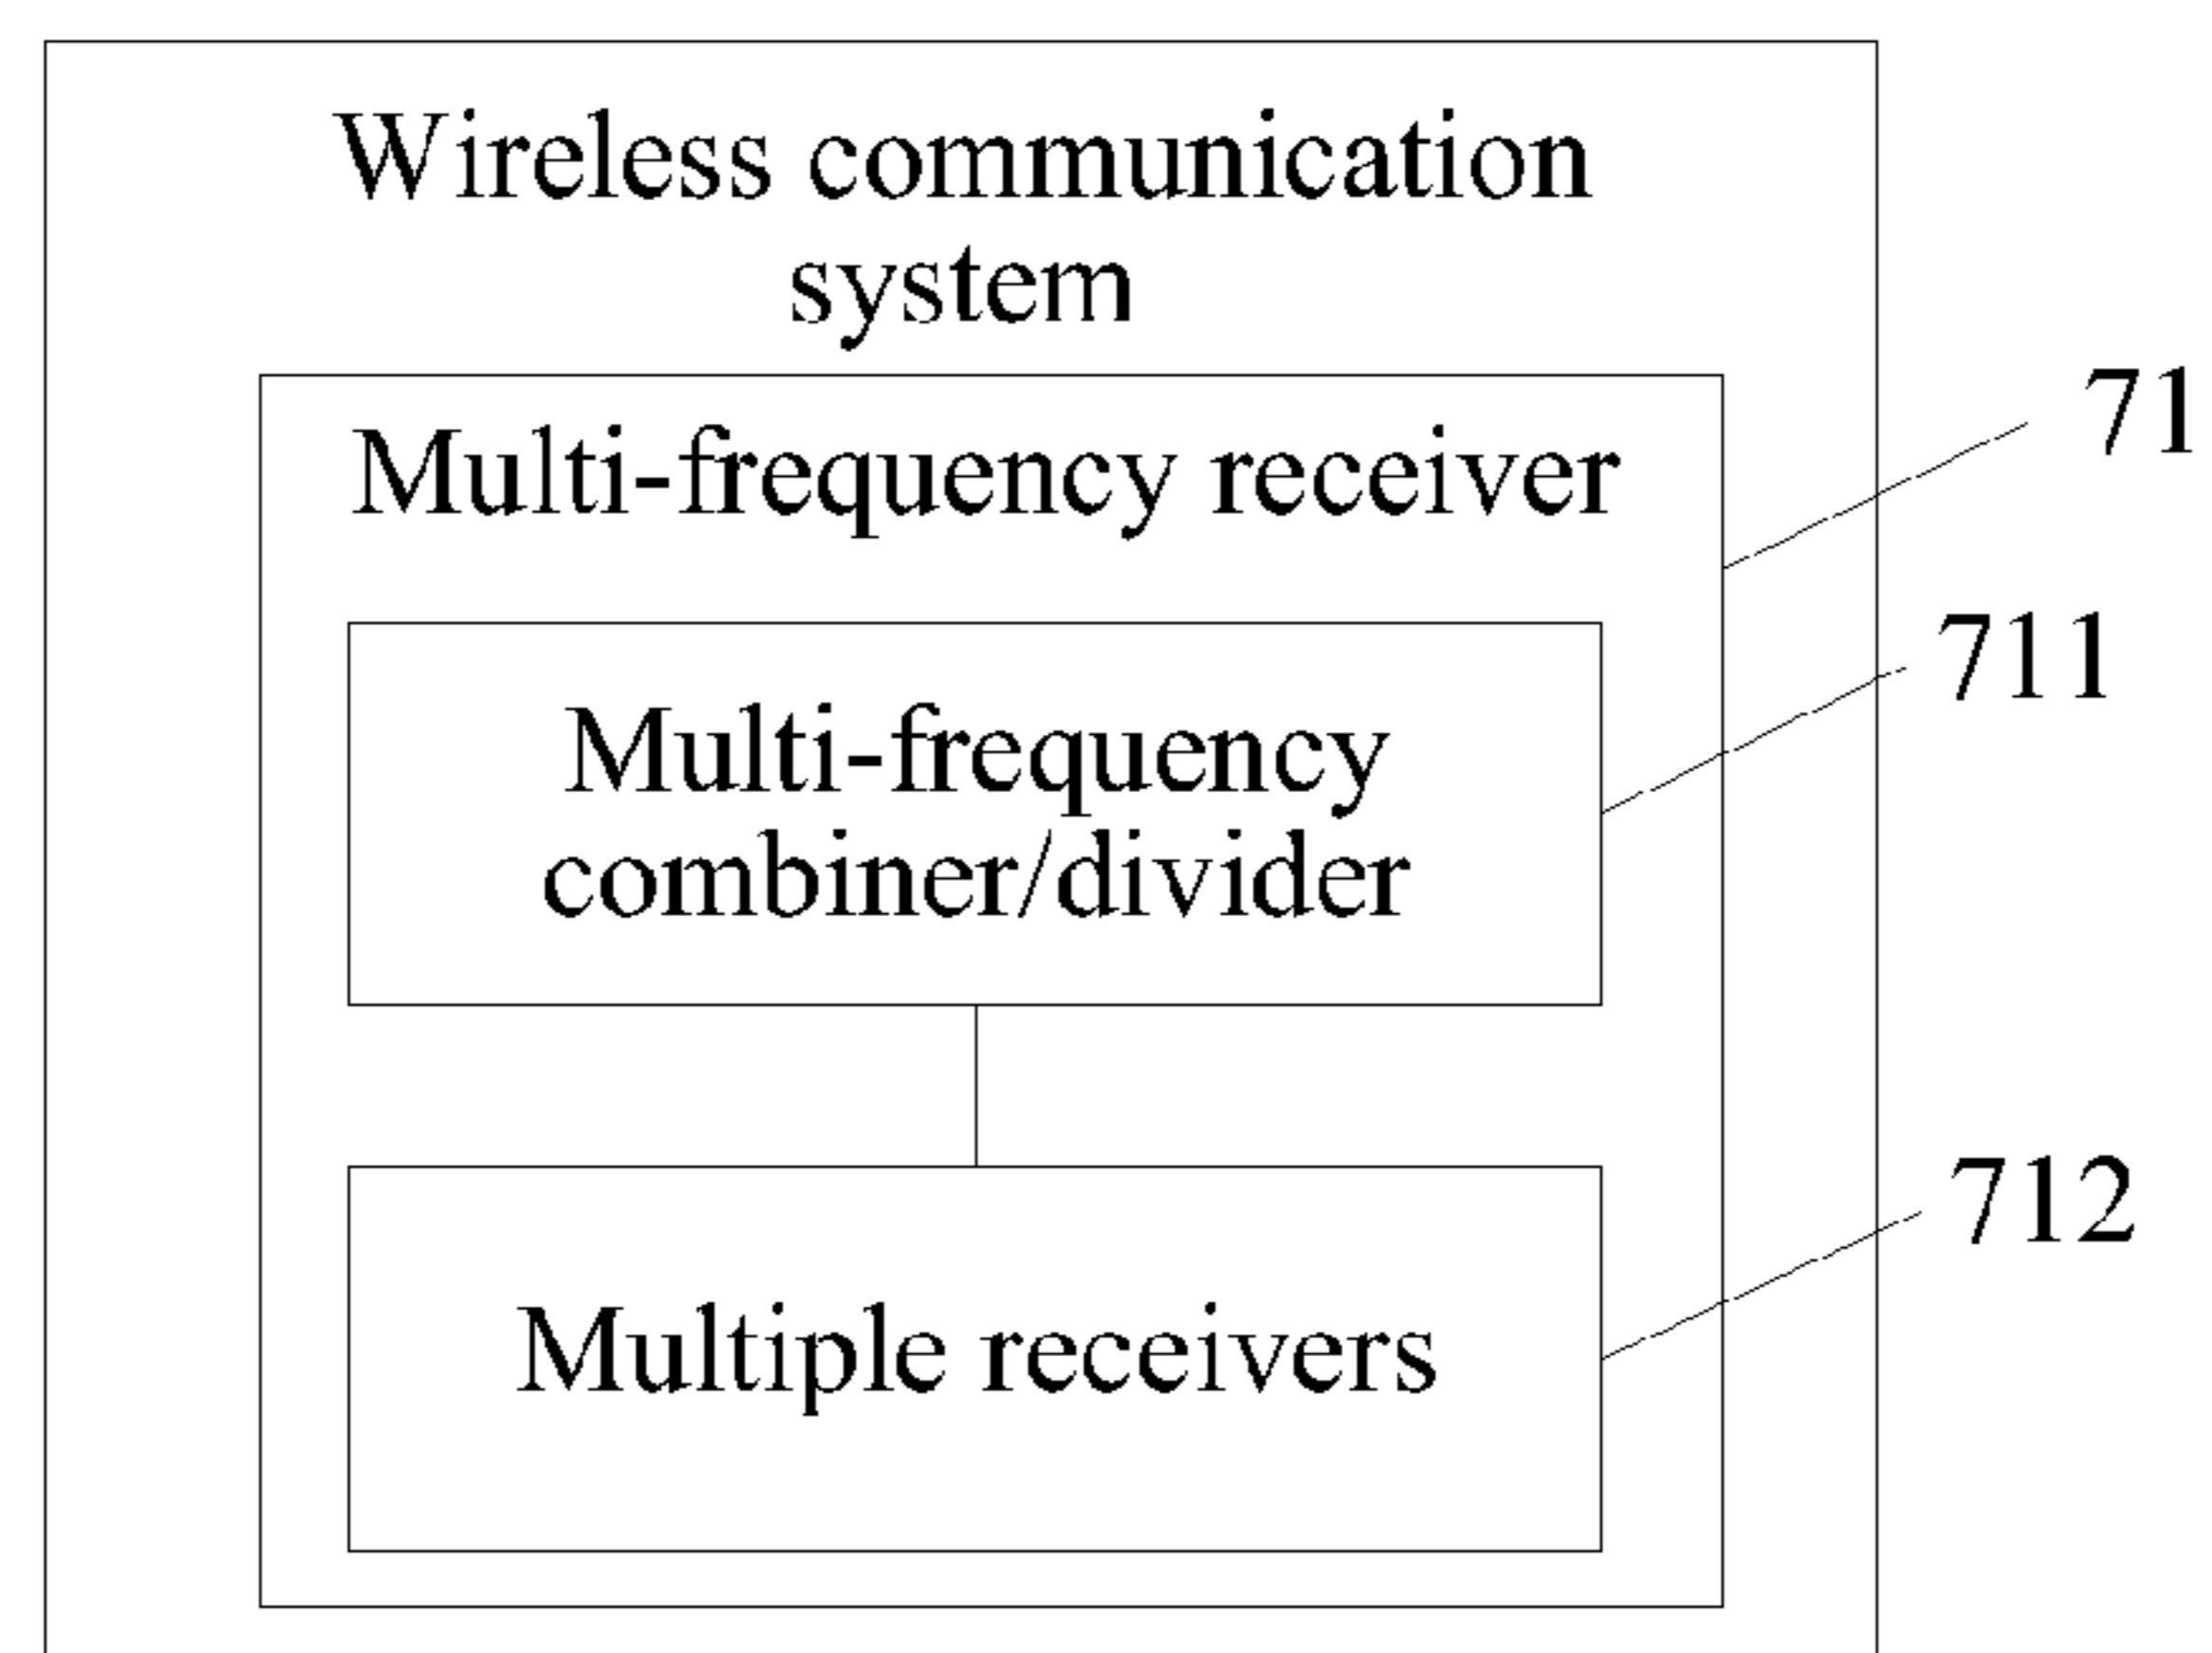 Wireless communication
system
71
Multi-frequency receiver
711
Multi-frequency
combiner/divider
712
Multiple receivers